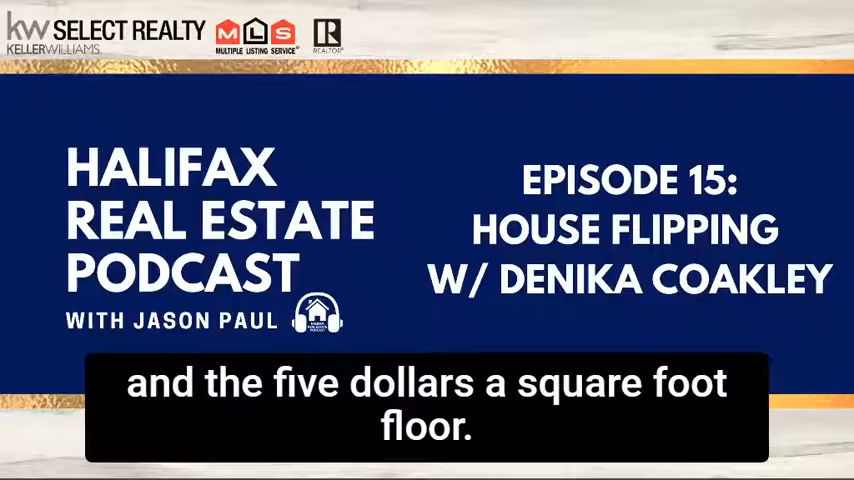 kw SELECT REALTY
KELLERWILLIAMS.
MLS
MULTIPLE LISTING SERVICE®
R
REALTOR®
HALIFAX
REAL ESTATE
PODCAST
WITH JASON PAUL
EPISODE 15:
HOUSE FLIPPING
W/ DENIKA COAKLEY
and the five dollars a square foot
floor.